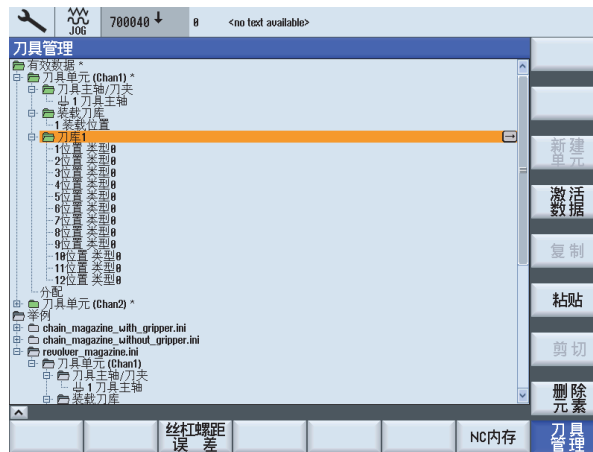 JOG
700040 0 <no text available>
刀具管理
有效数据 *
刀具单元 (Chan1) *
刀具主轴/刀夹
1 刀具主轴
装载刀库
1 装载位置
刀库1
1位置 类型0
2位置 类型0
3位置 类型0
4位置 类型0
5位置 类型0
6位置 类型0
7位置 类型0
8位置 类型0
9位置 类型0
10位置 类型0
11位置 类型0
12位置 类型0
分配
刀具单元 (Chan2) *
举例
chain_magazine_with_gripper.ini
chain_magazine_without_gripper.ini
revolver_magazine.ini
刀具单元 (Chan1)
刀具主轴/刀夹
1 刀具主轴
装载刀库
新建
单元
激活
数据
复制
粘贴
剪切
删除
元素
丝杠螺距
误 差
NC内存
刀具
管理